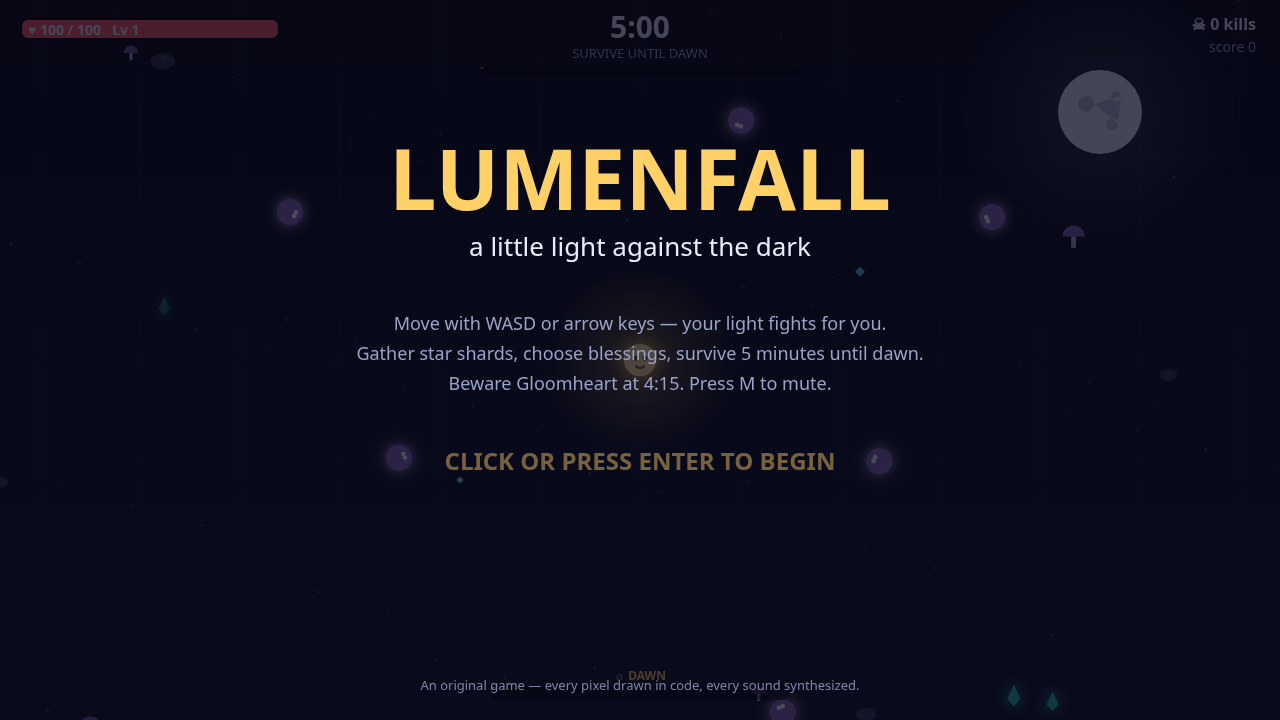 ♥ 100 / 100 Lv 1
5:00
SURVIVE UNTIL DAWN
☠ 0 kills
score 0
LUMENFALL
a little light against the dark
Move with WASD or arrow keys — your light fights for you.
Gather star shards, choose blessings, survive 5 minutes until dawn.
Beware Gloomheart at 4:15. Press M to mute.
CLICK OR PRESS ENTER TO BEGIN
DAWN
An original game — every pixel drawn in code, every sound synthesized.